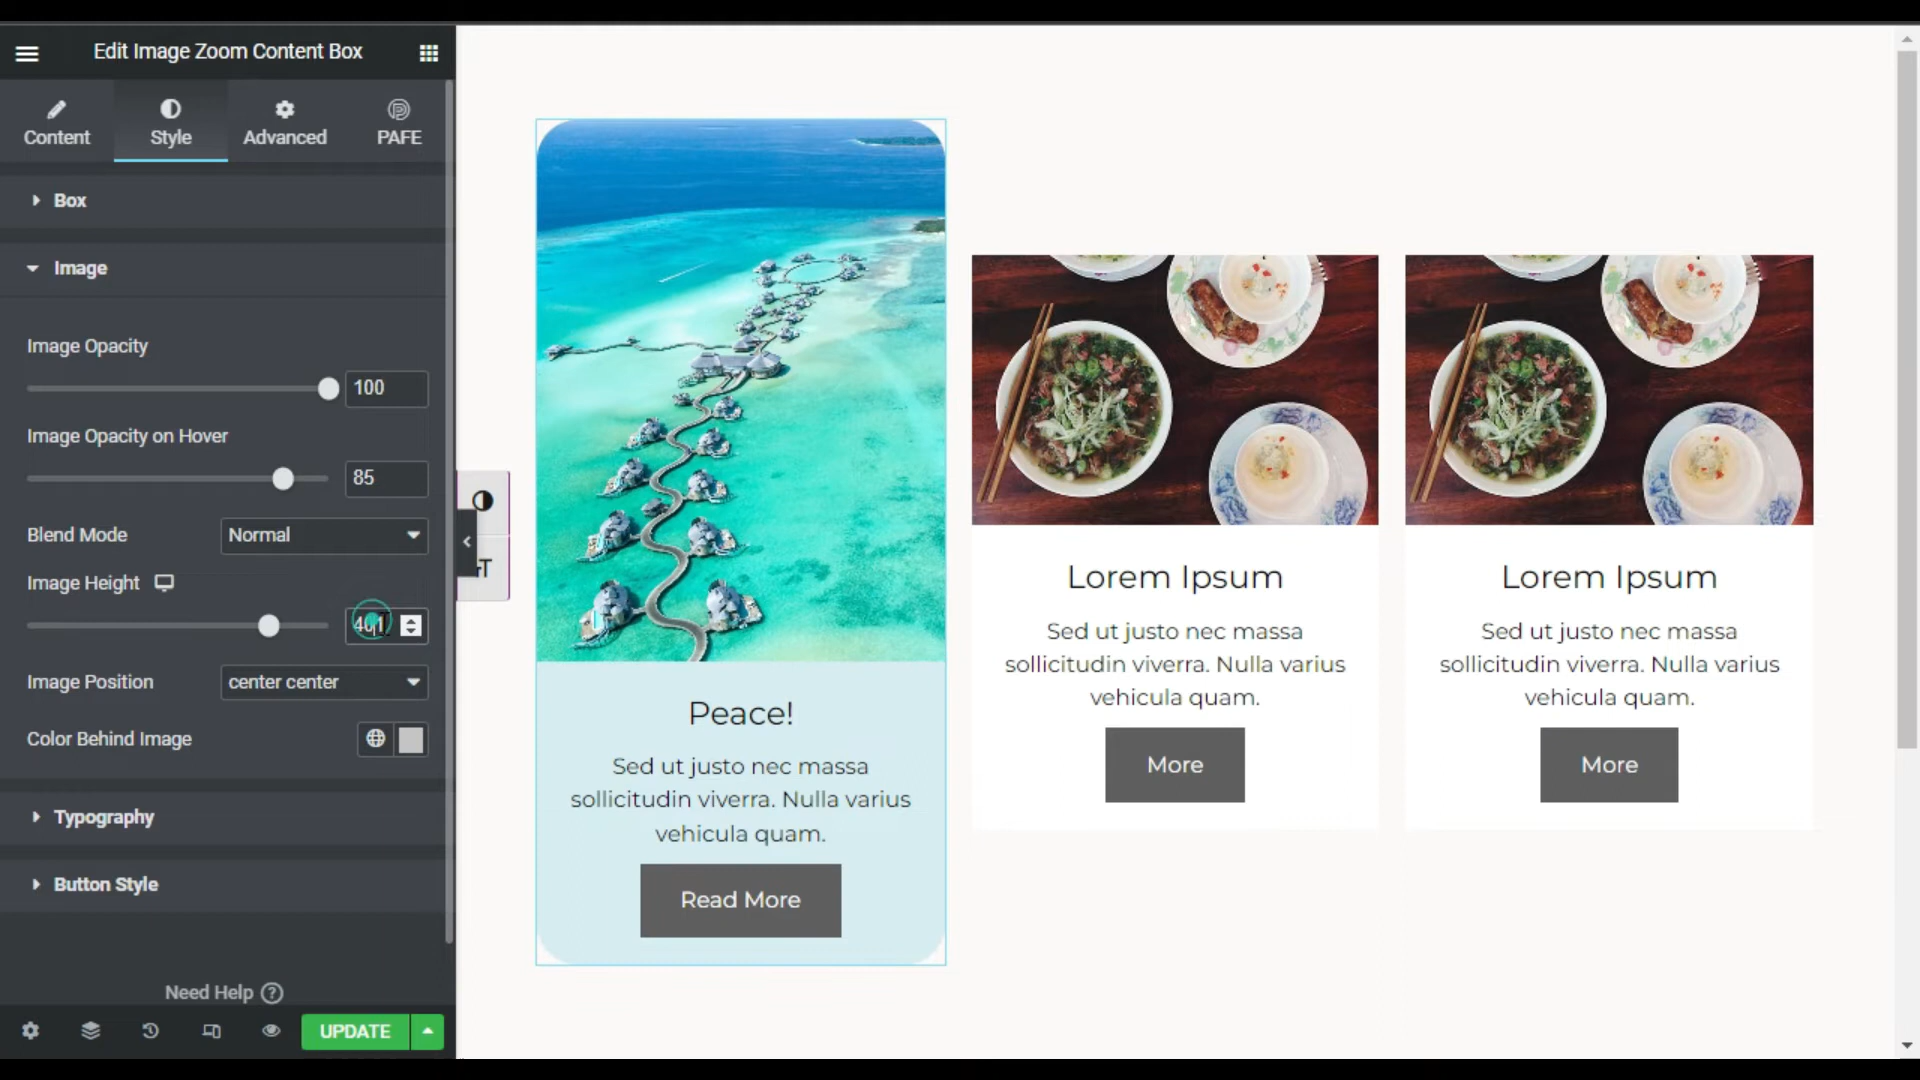 Edit Image Zoom Content Box
Content
Style
Advanced
PAFE
Box
Image
Image Opacity
100
Image Opacity on Hover
85
Blend Mode
Normal
Image Height
401
Image Position
center center
Color Behind Image
Typography
Button Style
Need Help
UPDATE
Peace!
Sed ut justo nec massa
sollicitudin viverra. Nulla varius
vehicula quam.
Read More
Lorem Ipsum
Sed ut justo nec massa
sollicitudin viverra. Nulla varius
vehicula quam.
More
Lorem Ipsum
Sed ut justo nec massa
sollicitudin viverra. Nulla varius
vehicula quam.
More